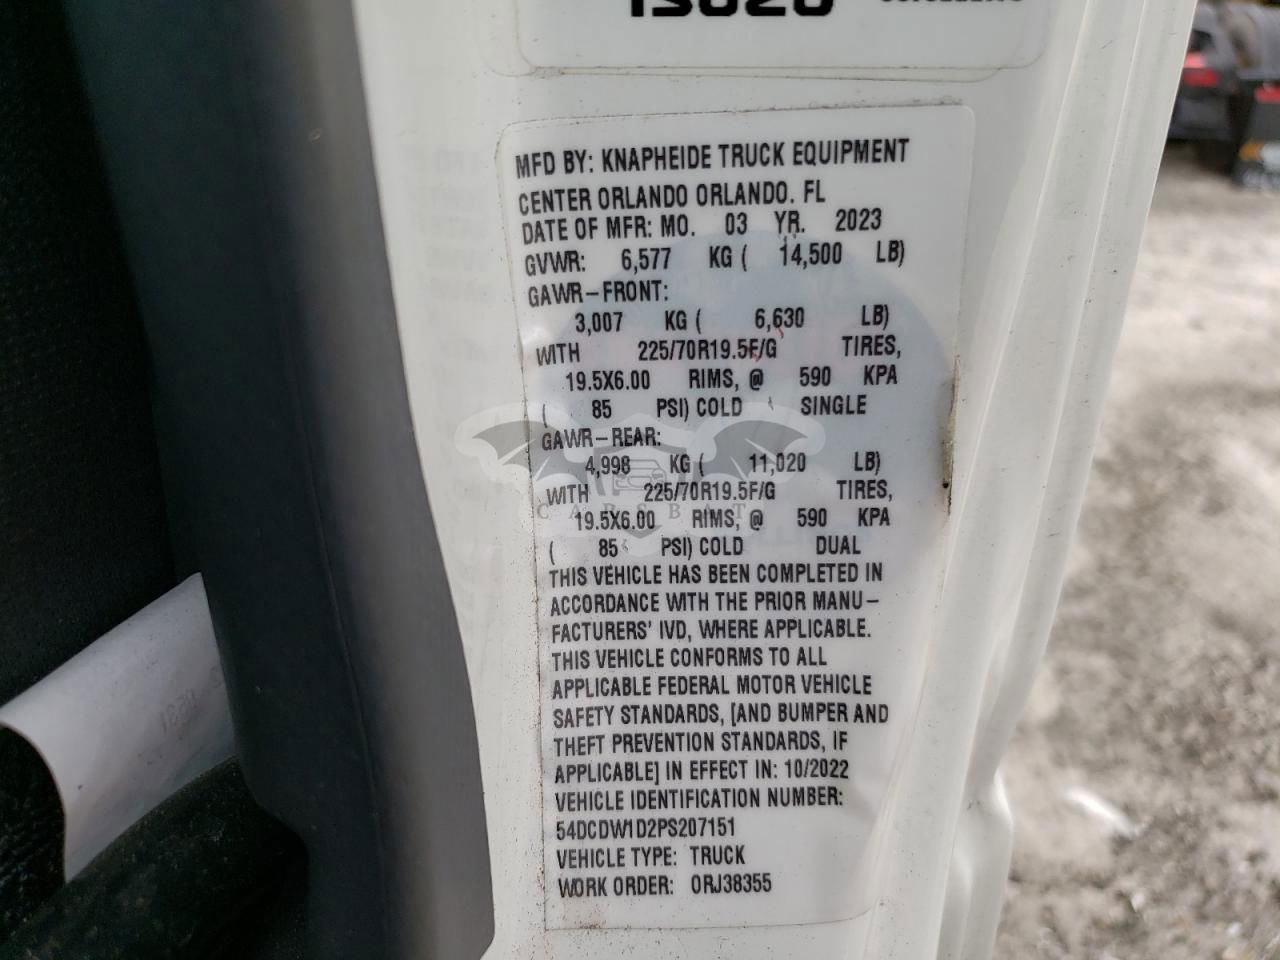 ISUZU
MFD BY: KNAPHEIDE TRUCK EQUIPMENT
CENTER ORLANDO ORLANDO. FL
DATE OF MFR: MO. 03 YR. 2023
GVWR: 6,577 KG ( 14,500 LB)
GAWR-FRONT:
3,007 KG ( 6,630 LB)
WITH 225/70R19.5F/G TIRES,
19.5X6.00 RIMS, @ 590 KPA
( 85 PSI) COLD SINGLE
GAWR-REAR:
4,998 KG ( 11,020 LB)
WITH 225/70R19.5F/G TIRES,
CARSBAT
19.5X6.00 RIMS, @ 590 KPA
( 85 PSI) COLD DUAL
THIS VEHICLE HAS BEEN COMPLETED IN
ACCORDANCE WITH THE PRIOR MANU-
FACTURERS' IVD, WHERE APPLICABLE.
THIS VEHICLE CONFORMS TO ALL
APPLICABLE FEDERAL MOTOR VEHICLE
SAFETY STANDARDS, [AND BUMPER AND
THEFT PREVENTION STANDARDS, IF
APPLICABLE] IN EFFECT IN: 10/2022
VEHICLE IDENTIFICATION NUMBER:
54DCDW1D2PS207151
VEHICLE TYPE: TRUCK
WORK ORDER: ORJ38355